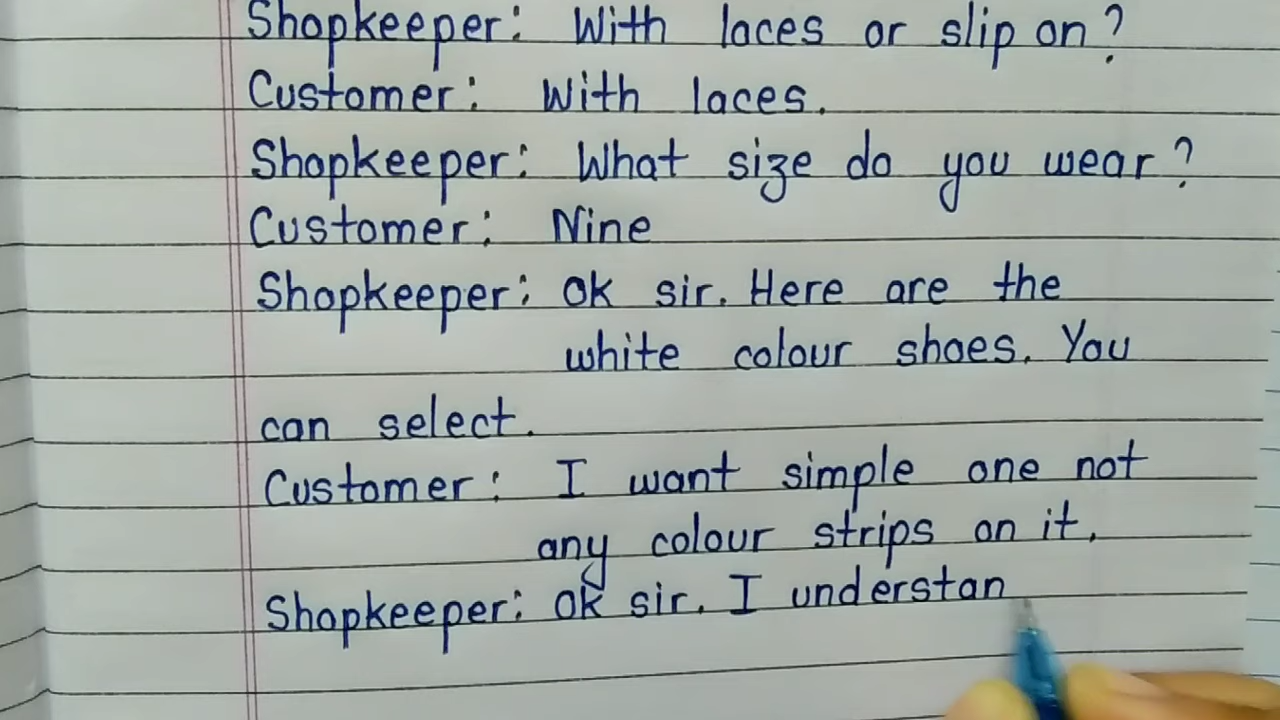 Shopkeeper: With laces or slip on?
Customer: With laces.
Shopkeeper: What size do you wear?
Customer: Nine
Shopkeeper: Ok sir. Here are the
white colour shoes. You
can select.
Customer: I want simple one not
any colour strips on it.
Shopkeeper: Ok sir. I understan